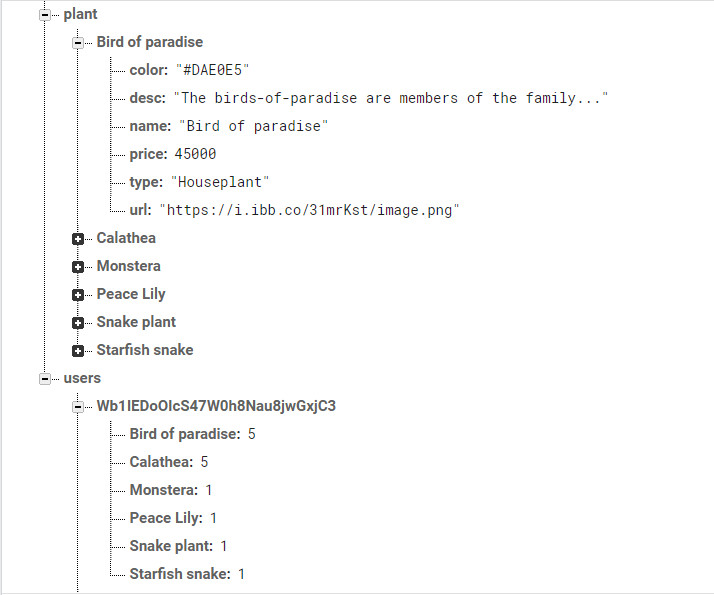 plant
Bird of paradise
color: "#DAE0E5"
desc: "The birds-of-paradise are members of the family..."
name: "Bird of paradise"
price: 45000
type: "Houseplant"
url: "https://i.ibb.co/31mrKst/image.png"
Calathea
Monstera
Peace Lily
Snake plant
Starfish snake
users
Wb1IEDoOIcS47W0h8Nau8jwGxjC3
Bird of paradise: 5
Calathea: 5
Monstera: 1
Peace Lily: 1
Snake plant: 1
Starfish snake: 1